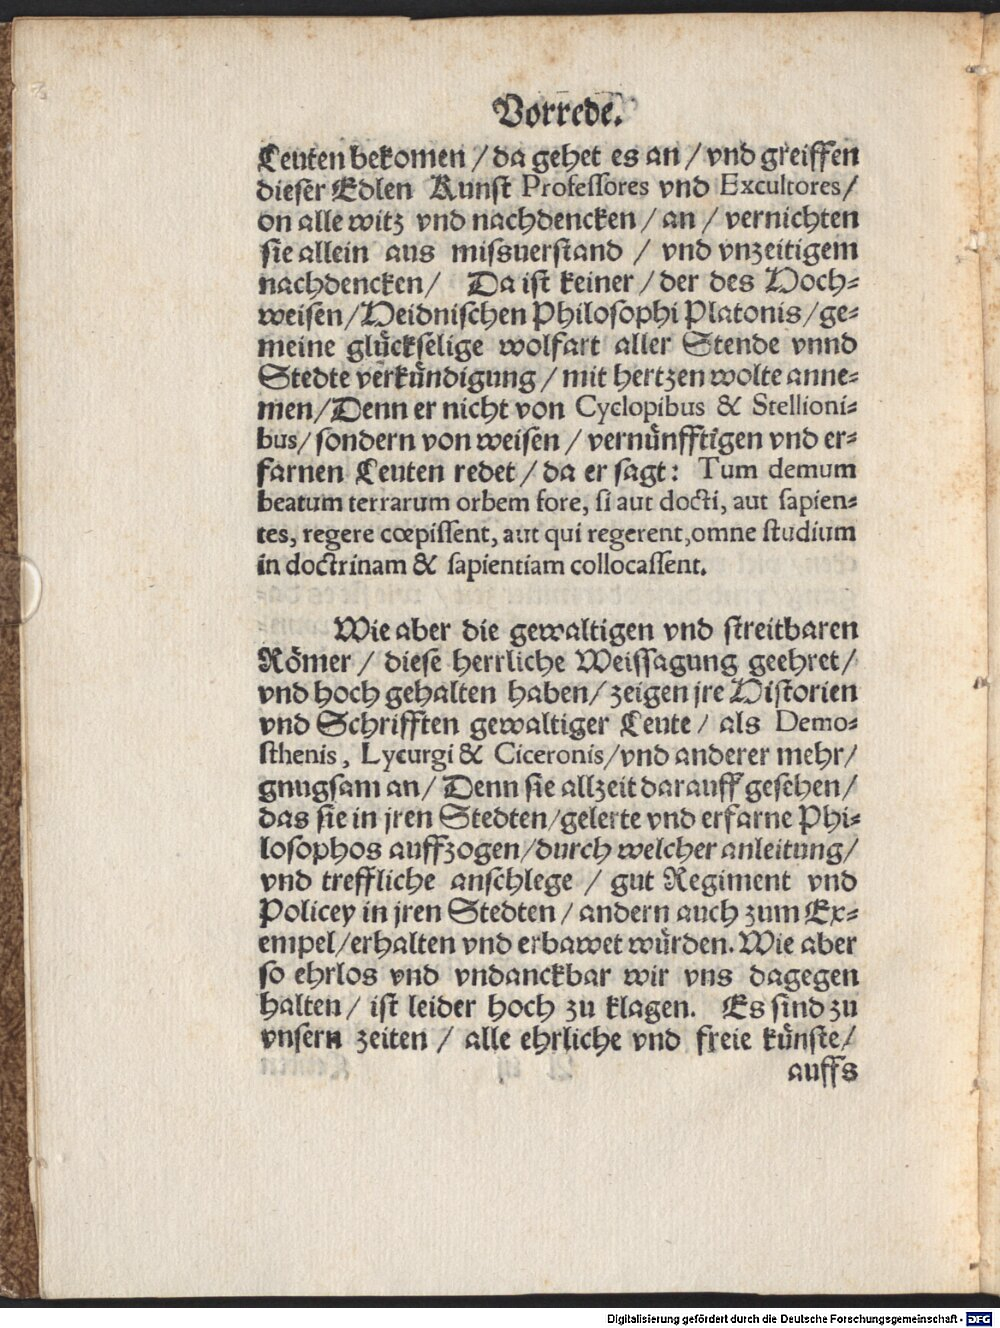 Vorrede.
Leuten bekomen / da gehet es an / vnd greiffen
dieser Edlen Kunst Professores vnd Excultores /
on alle witz vnd nachdencken / an / vernichten
sie allein aus missuerstand / vnd vnzeitigem
nachdencken / Da ist keiner / der des Hoch-
weisen / Heidnischen Philosophi Platonis / ge-
meine glückselige wolfart aller Stende vnnd
Stedte verkündigung / mit hertzen wolte anne-
men / Denn er nicht von Cyclopibus & Stellioni-
bus / sondern von weisen / vernünfftigen vnd er-
farnen Leuten redet / da er sagt: Tum demum
beatum terrarum orbem fore, si aut docti, aut sapien-
tes, regere cœpissent, aut qui regerent, omne studium
in doctrinam & sapientiam collocassent.
Wie aber die gewaltigen vnd streitbaren
Römer / diese herrliche Weissagung geehret /
vnd hoch gehalten haben / zeigen jre Historien
vnd Schrifften gewaltiger Leute / als Demo-
sthenis, Lycurgi & Ciceronis / vnd anderer mehr /
gnugsam an / Denn sie allzeit darauff gesehen /
das sie in jren Stedten / gelerte vnd erfarne Phi-
losophos auffzogen / durch welcher anleitung /
vnd treffliche anschlege / gut Regiment vnd
Policey in jren Stedten / andern auch zum Ex-
empel / erhalten vnd erbawet würden. Wie aber
so ehrlos vnd vndanckbar wir vns dagegen
halten / ist leider hoch zu klagen. Es sind zu
vnsern zeiten / alle ehrliche vnd freie künste /
auffs
Digitalisierung gefördert durch die Deutsche Forschungsgemeinschaft - DFG